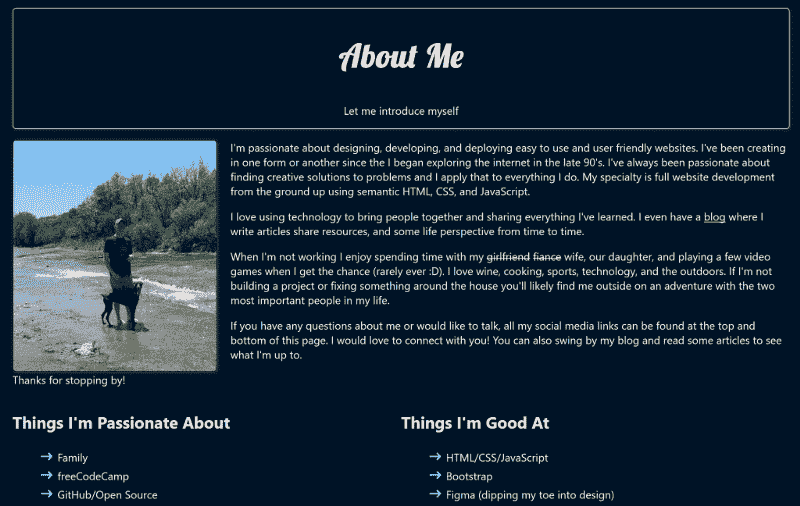 About Me
Let me introduce myself
I'm passionate about designing, developing, and deploying easy to use and user friendly websites. I've been creating
in one form or another since the I began exploring the internet in the late 90's. I've always been passionate about
finding creative solutions to problems and I apply that to everything I do. My specialty is full website development
from the ground up using semantic HTML, CSS, and JavaScript.
I love using technology to bring people together and sharing everything I've learned. I even have a blog where I
write articles share resources, and some life perspective from time to time.
When I'm not working I enjoy spending time with my girlfriend fiance wife, our daughter, and playing a few video
games when I get the chance (rarely ever :D). I love wine, cooking, sports, technology, and the outdoors. If I'm not
building a project or fixing something around the house you'll likely find me outside on an adventure with the two
most important people in my life.
If you have any questions about me or would like to talk, all my social media links can be found at the top and
bottom of this page. I would love to connect with you! You can also swing by my blog and read some articles to see
what I'm up to.
Thanks for stopping by!
Things I'm Passionate About
→ Family
→ freeCodeCamp
→ GitHub/Open Source
Things I'm Good At
→ HTML/CSS/JavaScript
→ Bootstrap
→ Figma (dipping my toe into design)